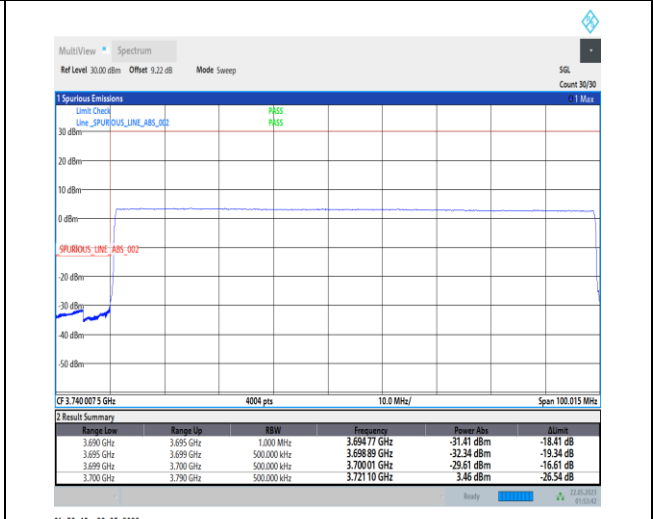 MultiView Spectrum
Ref Level 30.00 dBm Offset 9.22 dB Mode Sweep SGL
Count 30/30
1 Spurious Emissions 1 Max
Limit Check PASS
Line _SPURIOUS_LINE_ABS_002 PASS
30 dBm
20 dBm
10 dBm
0 dBm
_SPURIOUS_LINE_ABS_002
-20 dBm
-30 dBm
-40 dBm
-50 dBm
CF 3.740 007 5 GHz 4004 pts 10.0 MHz/ Span 100.015 MHz
2 Result Summary
Range Low Range Up RBW Frequency Power Abs ΔLimit
3.690 GHz 3.695 GHz 1.000 MHz 3.694 77 GHz -31.41 dBm -18.41 dB
3.695 GHz 3.699 GHz 500.000 kHz 3.698 89 GHz -32.34 dBm -19.34 dB
3.699 GHz 3.700 GHz 500.000 kHz 3.700 01 GHz -29.61 dBm -16.61 dB
3.700 GHz 3.790 GHz 500.000 kHz 3.721 10 GHz 3.46 dBm -26.54 dB
Ready 22.05.2023
01:53:42